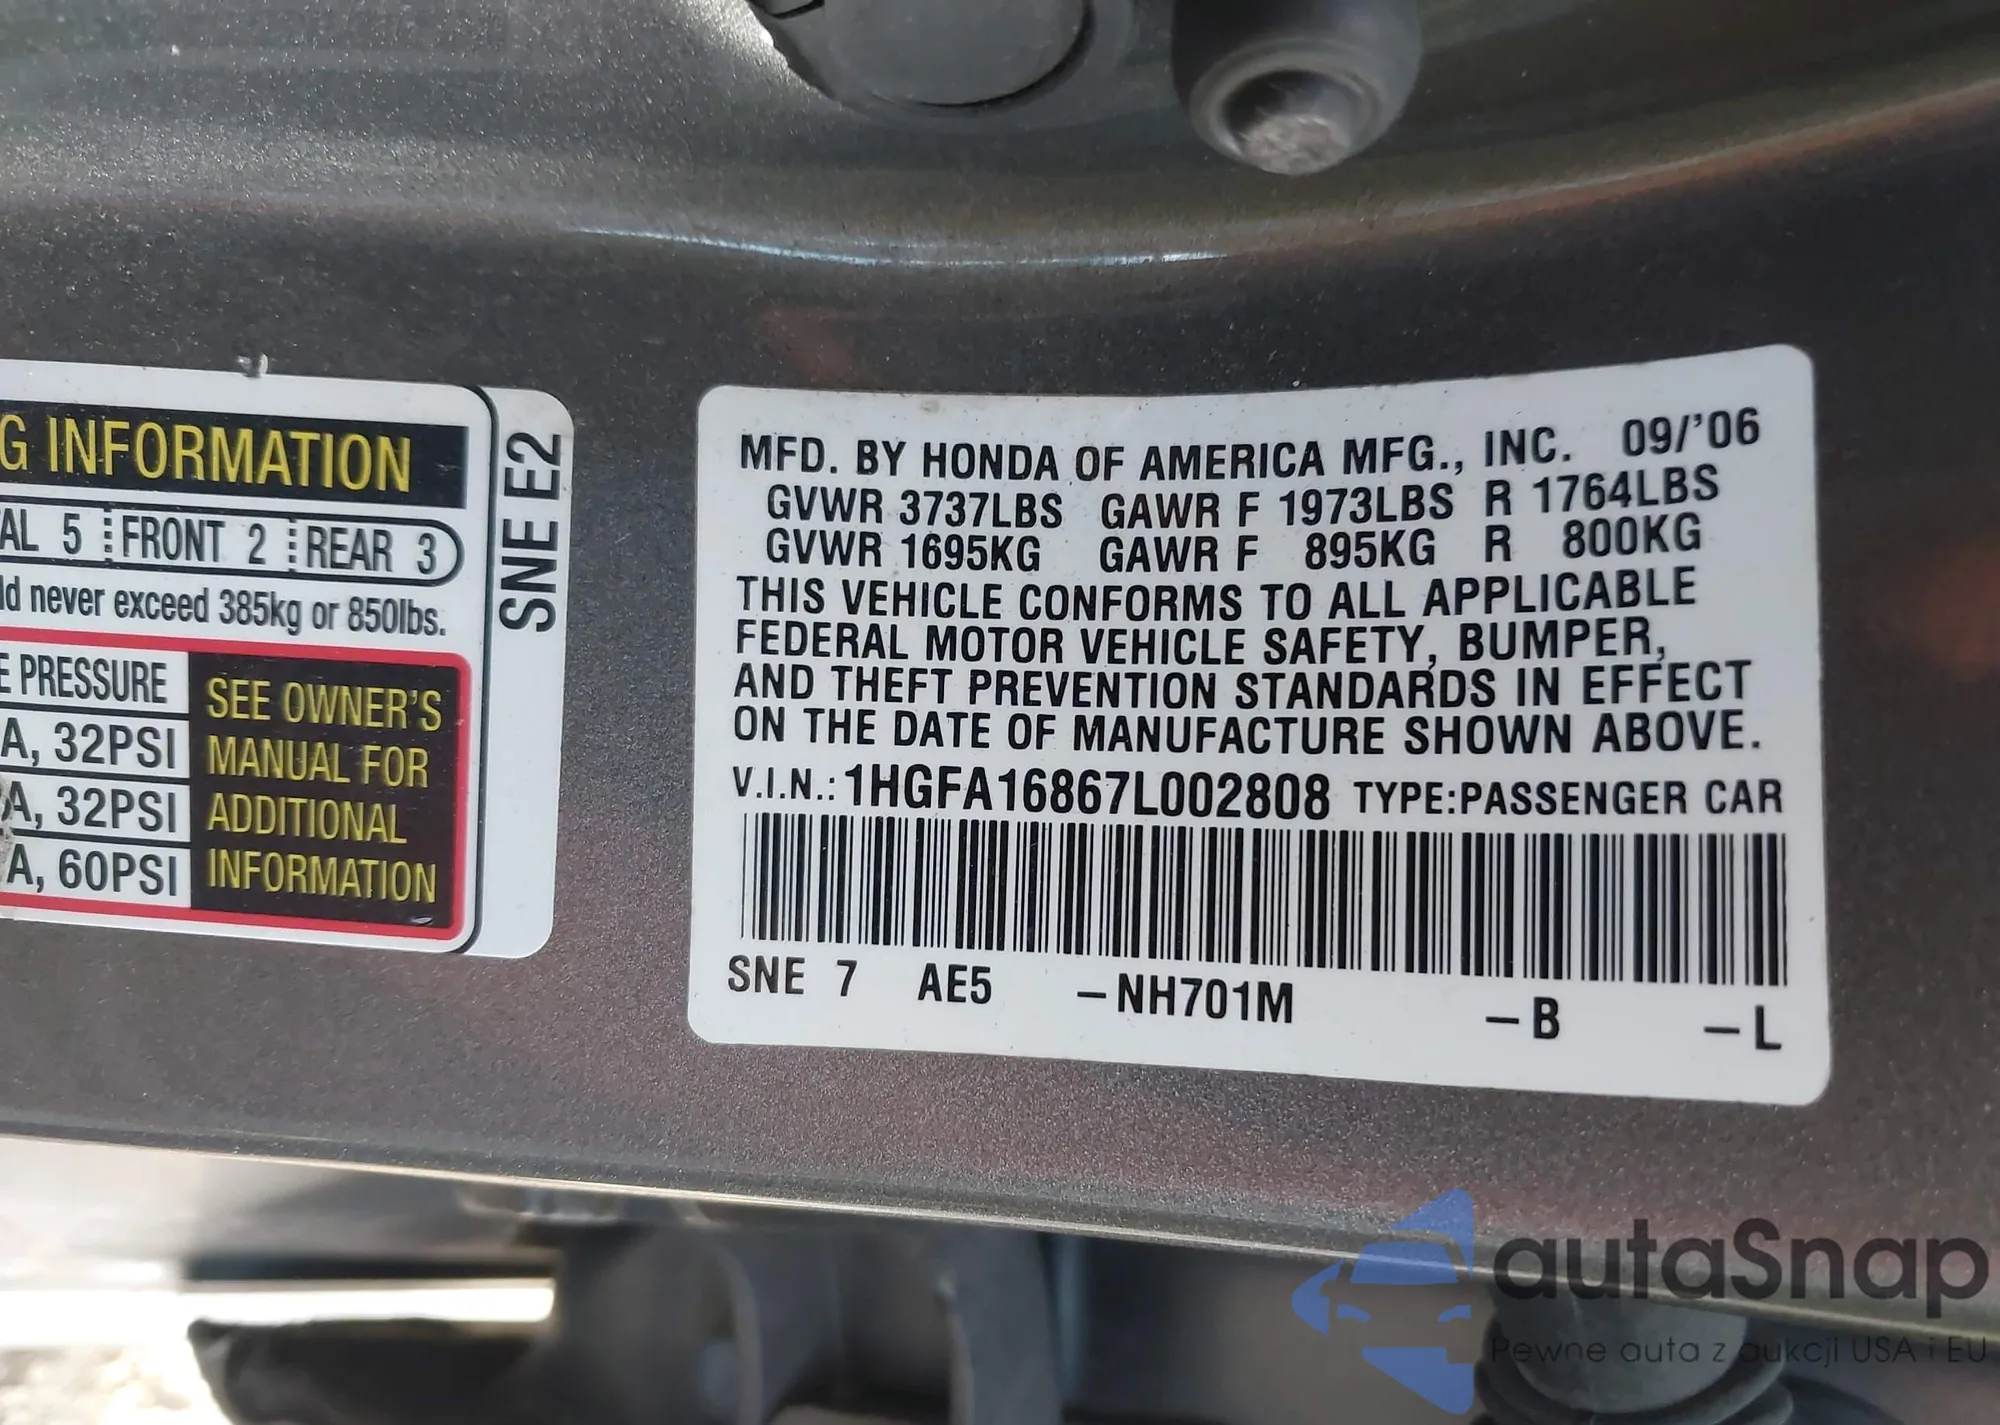 G INFORMATION
AL 5 FRONT 2 REAR 3
ld never exceed 385kg or 850lbs.
E PRESSURE
A, 32PSI
A, 32PSI
A, 60PSI
SEE OWNER'S
MANUAL FOR
ADDITIONAL
INFORMATION
SNE E2
MFD. BY HONDA OF AMERICA MFG., INC. 09/'06
GVWR 3737LBS GAWR F 1973LBS R 1764LBS
GVWR 1695KG GAWR F 895KG R 800KG
THIS VEHICLE CONFORMS TO ALL APPLICABLE
FEDERAL MOTOR VEHICLE SAFETY, BUMPER,
AND THEFT PREVENTION STANDARDS IN EFFECT
ON THE DATE OF MANUFACTURE SHOWN ABOVE.
V.I.N.: 1HGFA16867L002808 TYPE:PASSENGER CAR
SNE 7 AE5 –NH701M –B –L
autaSnap
Pewne auta z aukcji USA i EU